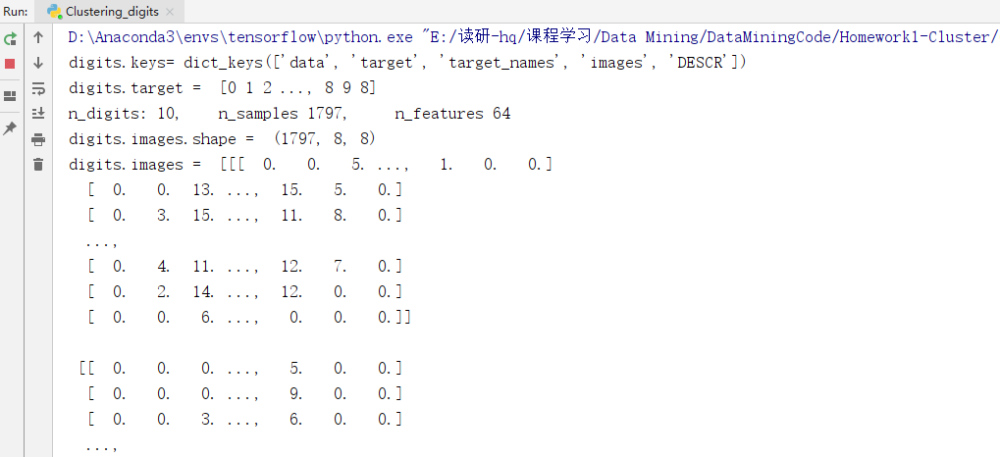 Run: Clustering_digits
D:\Anaconda3\envs\tensorflow\python.exe "E:/读研-hq/课程学习/Data Mining/DataMiningCode/Homework1-Cluster/
digits.keys= dict_keys(['data', 'target', 'target_names', 'images', 'DESCR'])
digits.target =  [0 1 2 ..., 8 9 8]
n_digits: 10,    n_samples 1797,     n_features 64
digits.images.shape =  (1797, 8, 8)
digits.images =  [[[  0.   0.   5. ...,   1.   0.   0.]
  [  0.   0.  13. ...,  15.   5.   0.]
  [  0.   3.  15. ...,  11.   8.   0.]
  ...,
  [  0.   4.  11. ...,  12.   7.   0.]
  [  0.   2.  14. ...,  12.   0.   0.]
  [  0.   0.   6. ...,   0.   0.   0.]]
 [[  0.   0.   0. ...,   5.   0.   0.]
  [  0.   0.   0. ...,   9.   0.   0.]
  [  0.   0.   3. ...,   6.   0.   0.]
  ...,